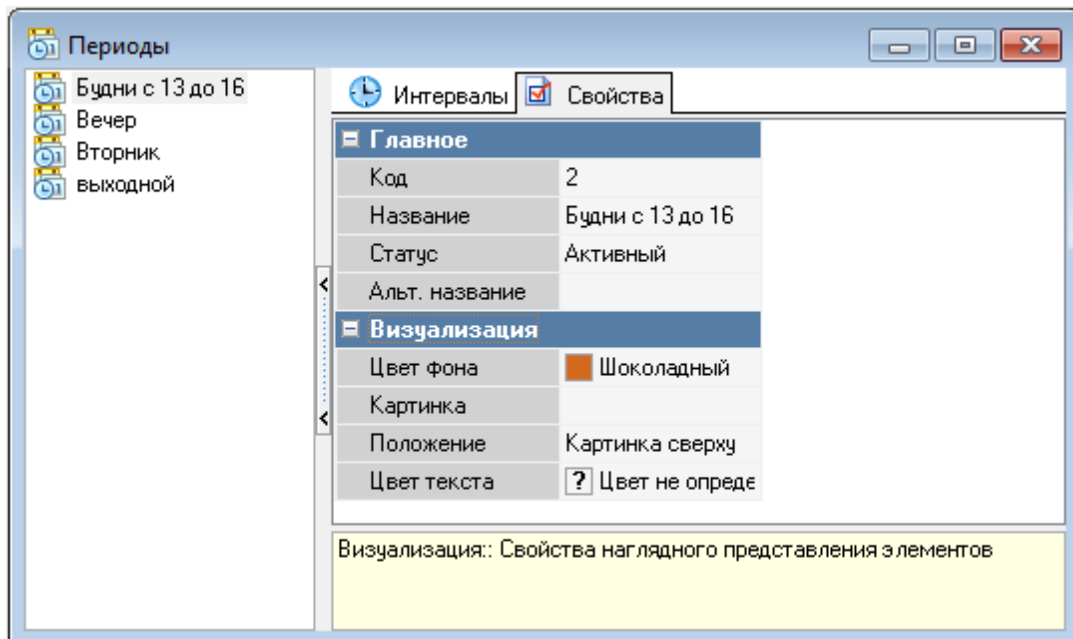 Периоды
Будни с 13 до 16
Вечер
Вторник
выходной
Интервалы Свойства
Главное
Код 2
Название Будни с 13 до 16
Статус Активный
Альт. название
Визуализация
Цвет фона Шоколадный
Картинка
Положение Картинка сверху
Цвет текста ? Цвет не опреде
Визуализация:: Свойства наглядного представления элементов